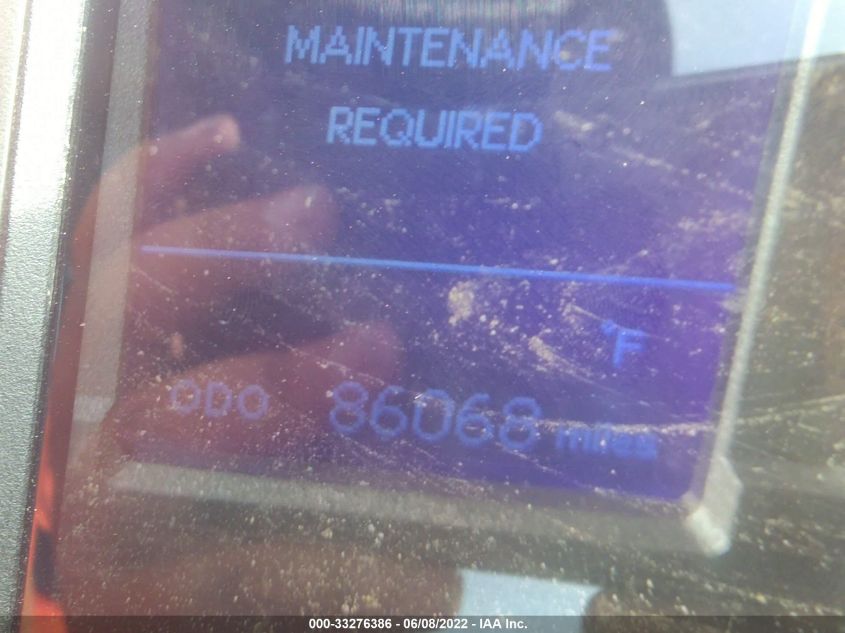 MAINTENANCE
REQUIRED
°F
ODO 86068 miles
000-33276386 - 06/08/2022 - IAA Inc.